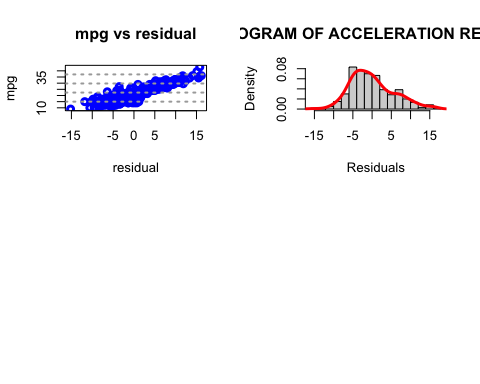 mpg vs residual
mpg
10 35
-15 -5 0 5 15
residual
OGRAM OF ACCELERATION RE
Density
0.00 0.08
-15 -5 5 15
Residuals